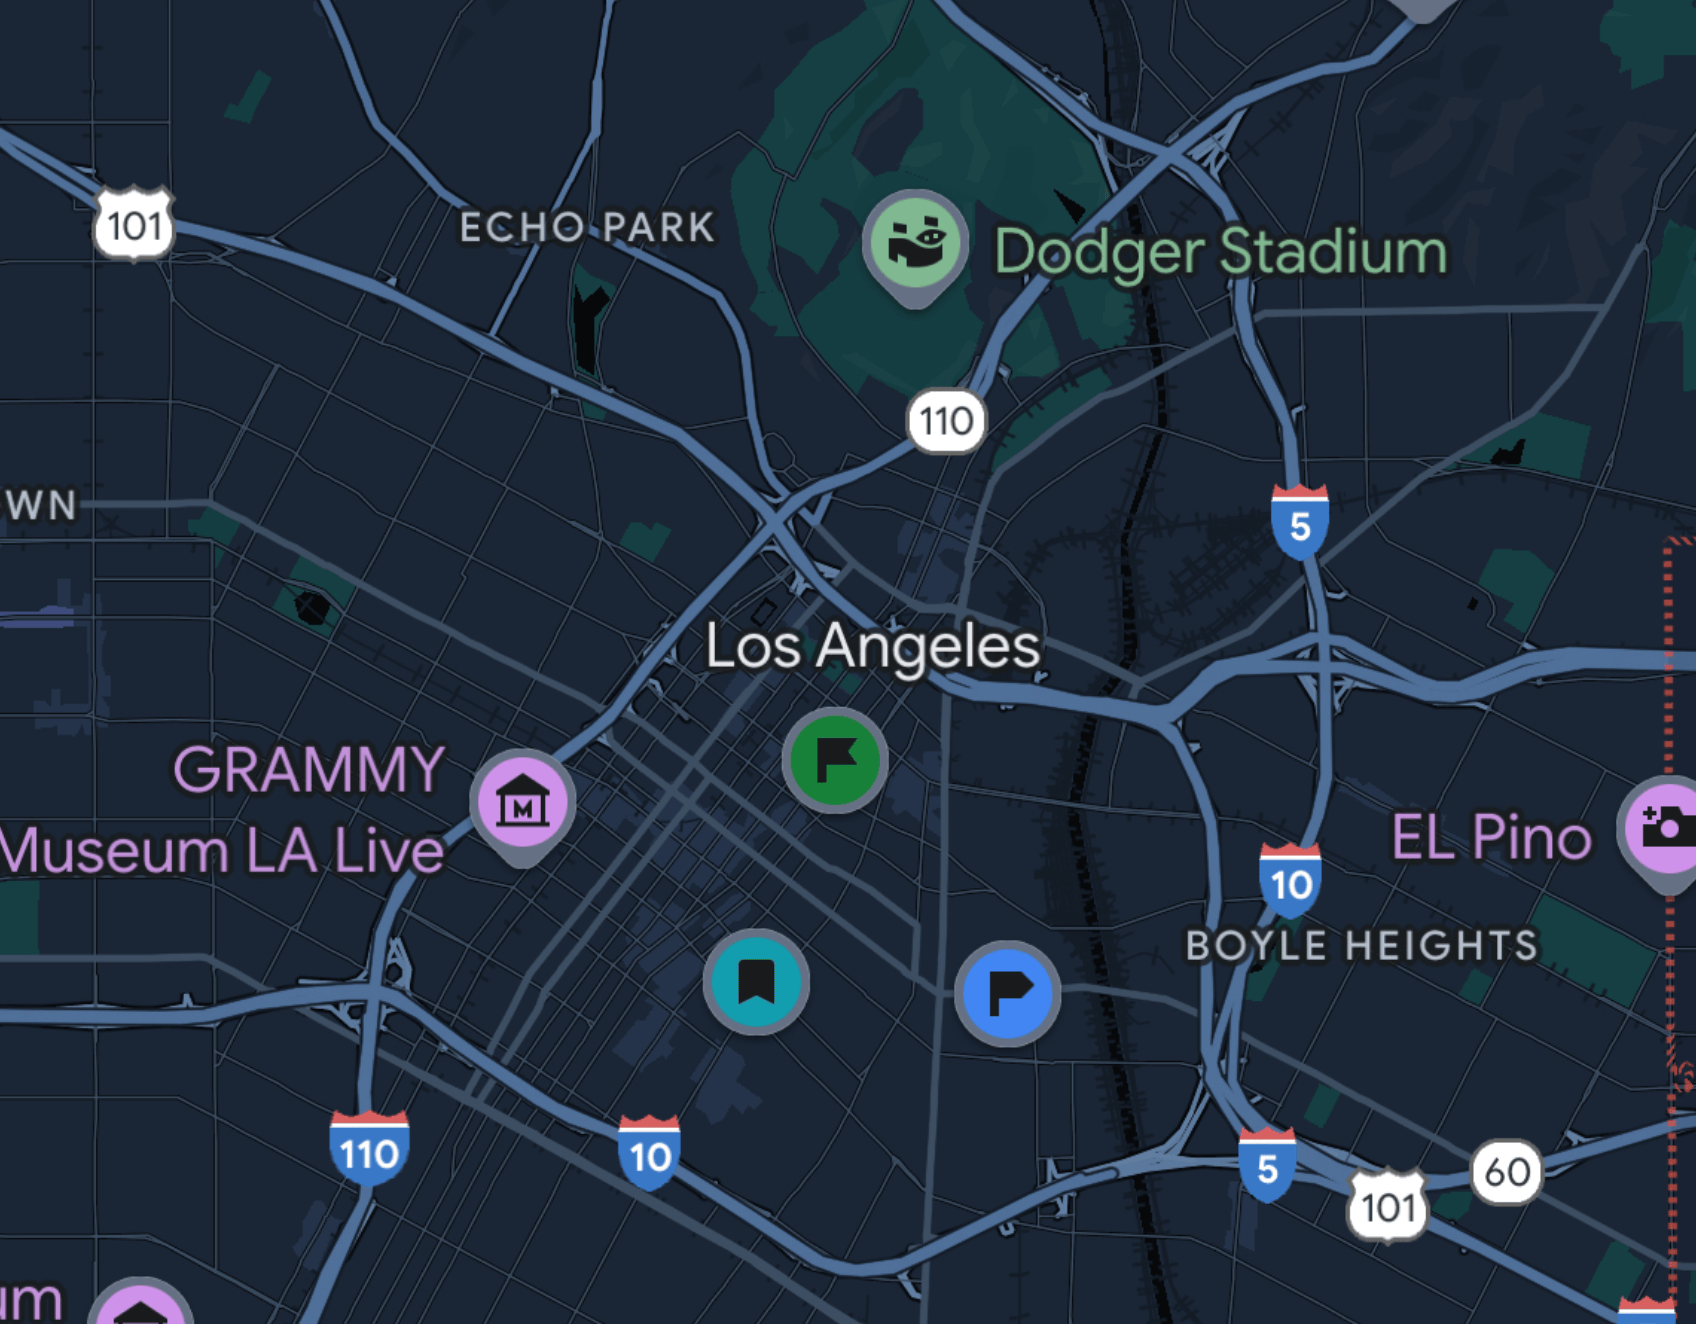 101
ECHO PARK
Dodger Stadium
110
WN
5
Los Angeles
GRAMMY
Museum LA Live
M
EL Pino
10
BOYLE HEIGHTS
110
10
5
60
101
um